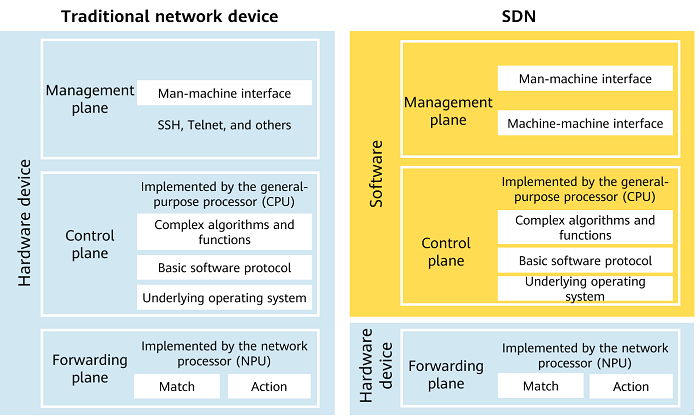 Traditional network device
Hardware device
Management
plane
Man-machine interface
SSH, Telnet, and others
Control
plane
Implemented by the general-
purpose processor (CPU)
Complex algorithms and
functions
Basic software protocol
Underlying operating system
Forwarding
plane
Implemented by the network
processor (NPU)
Match
Action
SDN
Software
Management
plane
Man-machine interface
Machine-machine interface
Control
plane
Implemented by the general-
purpose processor (CPU)
Complex algorithms and
functions
Basic software protocol
Underlying operating
system
Hardware
device
Forwarding
plane
Implemented by the network
processor (NPU)
Match
Action